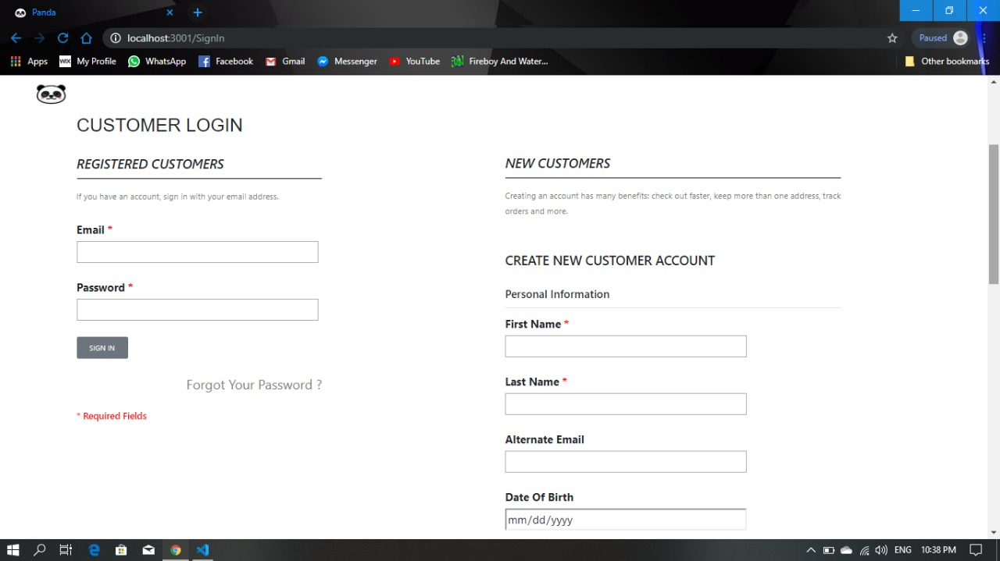 Panda
localhost:3001/SignIn
Paused
Apps
WiX My Profile
WhatsApp
Facebook
Gmail
Messenger
YouTube
Fireboy And Water...
Other bookmarks
CUSTOMER LOGIN
REGISTERED CUSTOMERS
If you have an account, sign in with your email address.
Email *
Password *
SIGN IN
Forgot Your Password ?
* Required Fields
NEW CUSTOMERS
Creating an account has many benefits: check out faster, keep more than one address, track
orders and more.
CREATE NEW CUSTOMER ACCOUNT
Personal Information
First Name *
Last Name *
Alternate Email
Date Of Birth
mm/dd/yyyy
ENG
10:38 PM